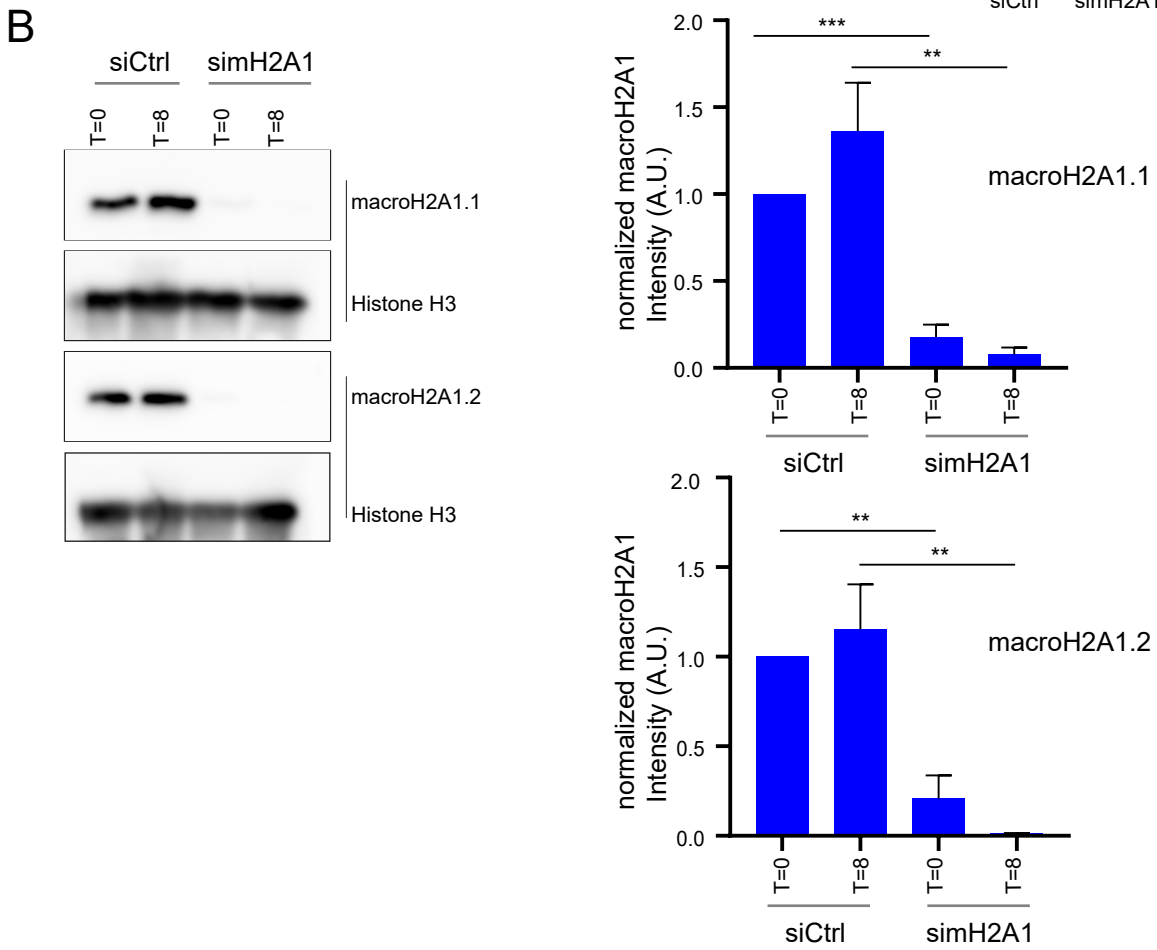 B
siCtrl simH2A1
T=0 T=8 T=0 T=8
macroH2A1.1
Histone H3
macroH2A1.2
Histone H3
siCtrl simH2A1
normalized macroH2A1
Intensity (A.U.)
2.0
1.5
1.0
0.5
0.0
***
**
macroH2A1.1
T=0 T=8 T=0 T=8
siCtrl simH2A1
normalized macroH2A1
Intensity (A.U.)
2.0
1.5
1.0
0.5
0.0
**
**
macroH2A1.2
T=0 T=8 T=0 T=8
siCtrl simH2A1